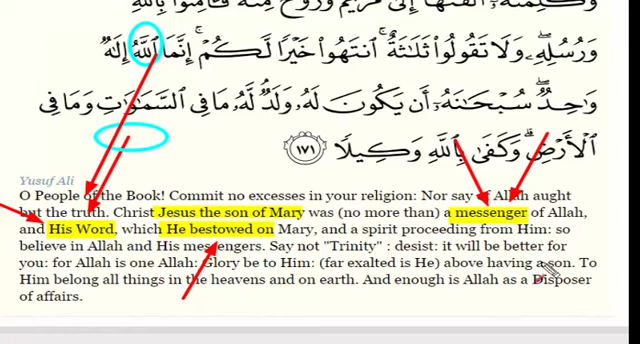 وَكَلِمَتُهُۥٓ أَلْقَىٰهَآ إِلَىٰ مَرْيَمَ وَرُوحٌ مِّنْهُ فَـَٔامِنُوا۟ بِٱللَّهِ
وَرُسُلِهِۦ وَلَا تَقُولُوا۟ ثَلَـٰثَةٌ ٱنتَهُوا۟ خَيْرًا لَّكُمْ إِنَّمَا ٱللَّهُ إِلَـٰهٌ
وَٰحِدٌ سُبْحَـٰنَهُۥٓ أَن يَكُونَ لَهُۥ وَلَدٌ لَّهُۥ مَا فِى ٱلسَّمَـٰوَٰتِ وَمَا فِى
ٱلْأَرْضِ وَكَفَىٰ بِٱللَّهِ وَكِيلًا ١٧١
Yusuf Ali
O People of the Book! Commit no excesses in your religion: Nor say of Allah aught
but the truth. Christ Jesus the son of Mary was (no more than) a messenger of Allah,
and His Word, which He bestowed on Mary, and a spirit proceeding from Him: so
believe in Allah and His messengers. Say not "Trinity" : desist: it will be better for
you: for Allah is one Allah: Glory be to Him: (far exalted is He) above having a son. To
Him belong all things in the heavens and on earth. And enough is Allah as a Disposer
of affairs.